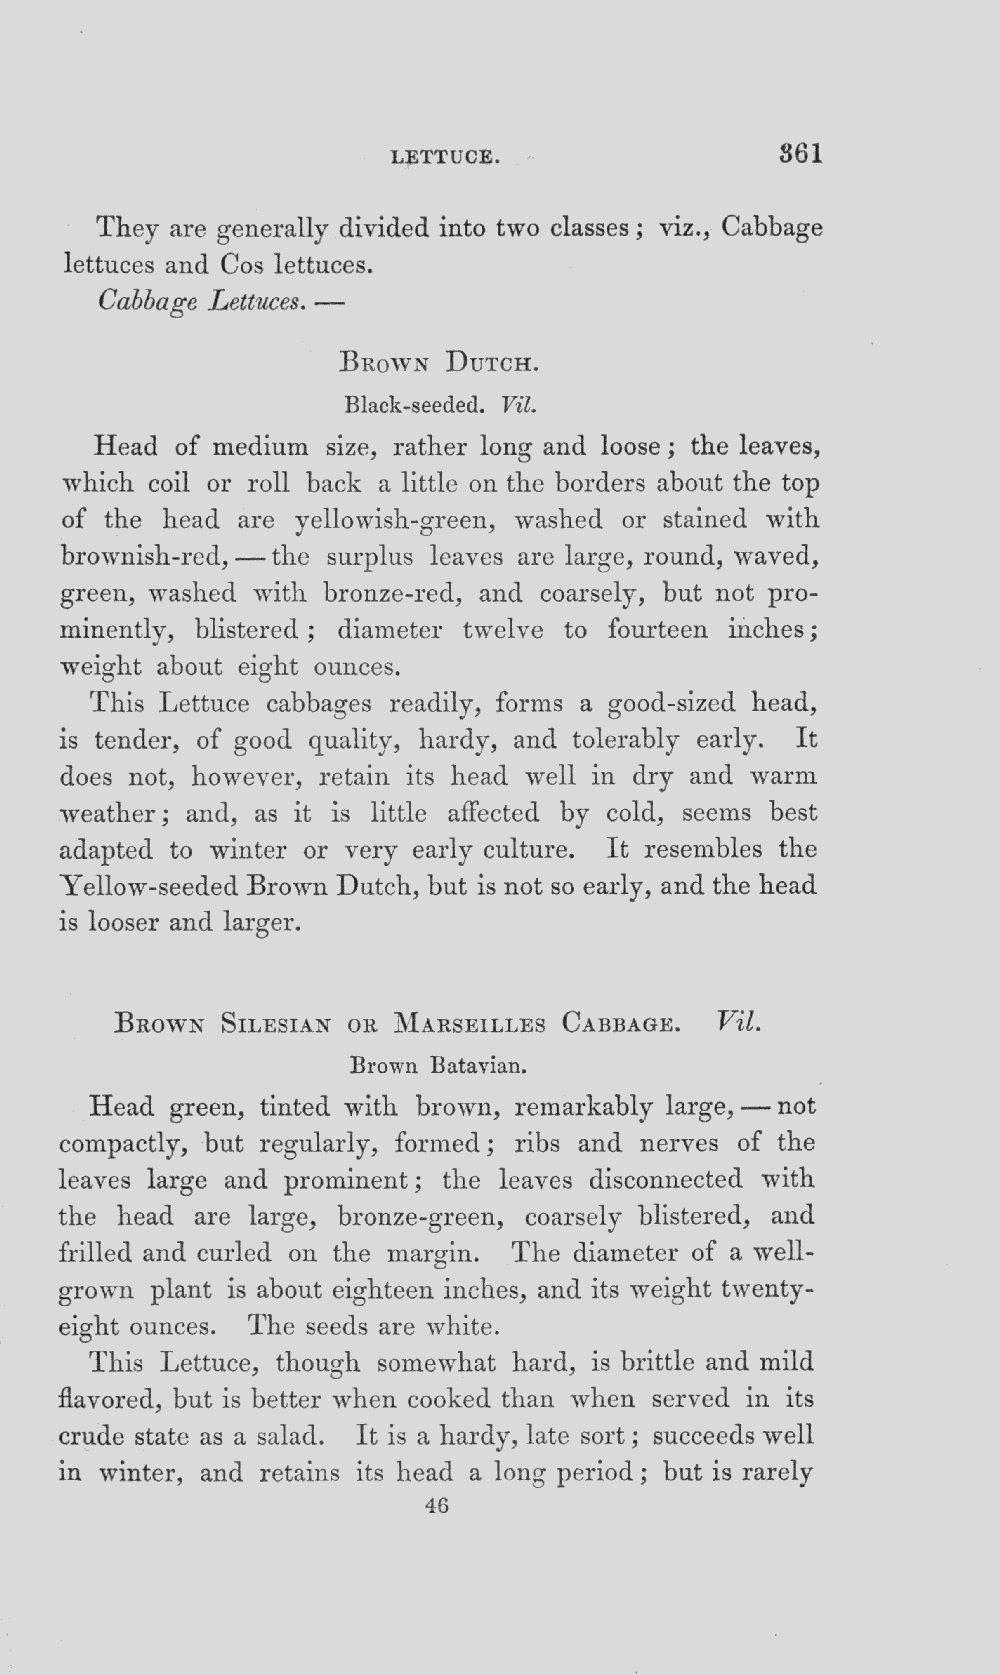 LETTUCE. 361
They are generally divided into two classes; viz., Cabbage
lettuces and Cos lettuces.
Cabbage Lettuces. —
BROWN DUTCH.
Black-seeded. Vil.
Head of medium size, rather long and loose; the leaves,
which coil or roll back a little on the borders about the top
of the head are yellowish-green, washed or stained with
brownish-red, — the surplus leaves are large, round, waved,
green, washed with bronze-red, and coarsely, but not pro-
minently, blistered; diameter twelve to fourteen inches;
weight about eight ounces.
This Lettuce cabbages readily, forms a good-sized head,
is tender, of good quality, hardy, and tolerably early. It
does not, however, retain its head well in dry and warm
weather; and, as it is little affected by cold, seems best
adapted to winter or very early culture. It resembles the
Yellow-seeded Brown Dutch, but is not so early, and the head
is looser and larger.
BROWN SILESIAN OR MARSEILLES CABBAGE. Vil.
Brown Batavian.
Head green, tinted with brown, remarkably large, — not
compactly, but regularly, formed; ribs and nerves of the
leaves large and prominent; the leaves disconnected with
the head are large, bronze-green, coarsely blistered, and
frilled and curled on the margin. The diameter of a well-
grown plant is about eighteen inches, and its weight twenty-
eight ounces. The seeds are white.
This Lettuce, though somewhat hard, is brittle and mild
flavored, but is better when cooked than when served in its
crude state as a salad. It is a hardy, late sort; succeeds well
in winter, and retains its head a long period; but is rarely
46